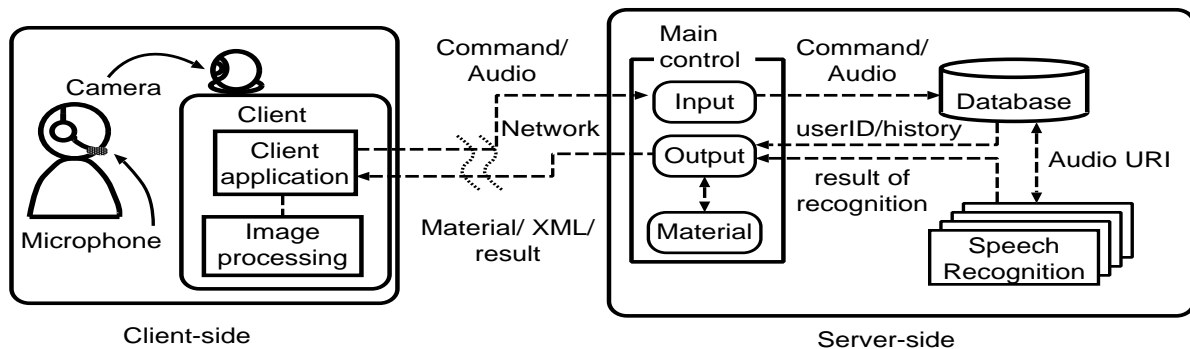 Camera
Microphone
Client
Client
application
Image
processing
Client-side
Command/
Audio
Network
Material/ XML/
result
Main
control
Input
Output
Material
Command/
Audio
userID/history
result of
recognition
Database
Audio URI
Speech
Recognition
Server-side